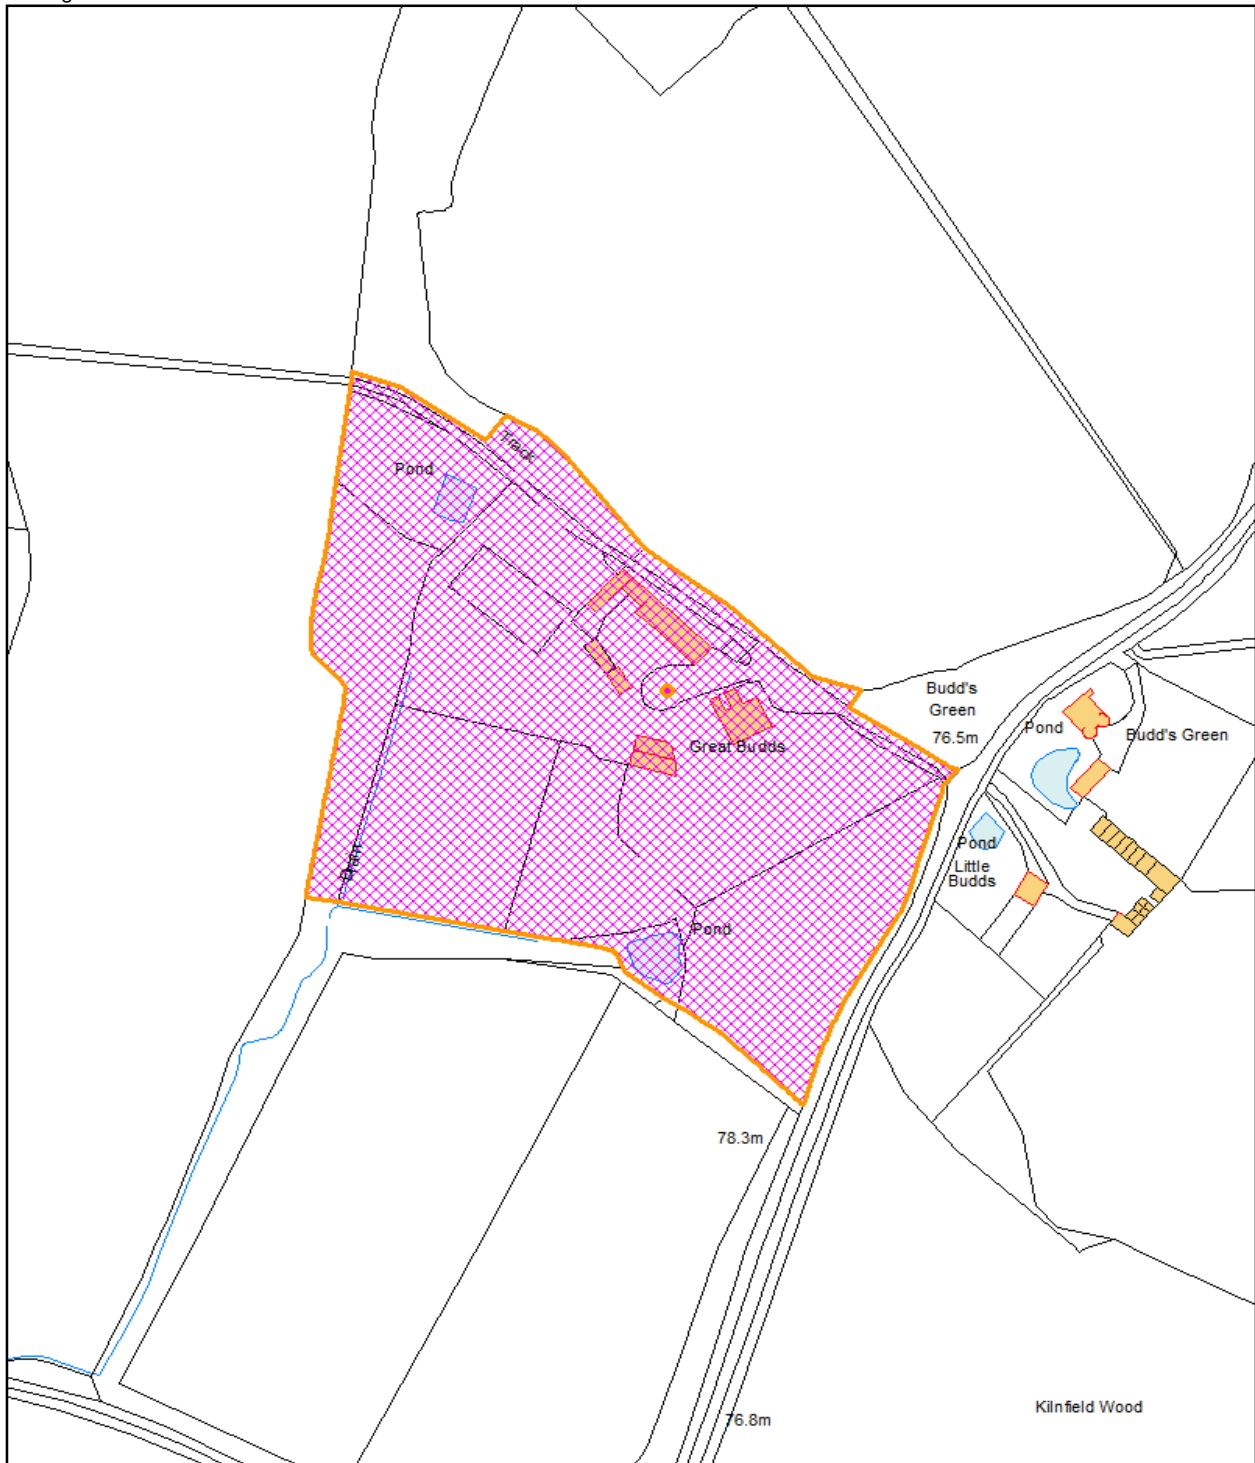 Track
Pond
Budd's
Green
76.5m
Pond
Budd's Green
Great Budds
Pond
Little
Budds
Drain
Pond
78.3m
76.8m
Kilnfield Wood